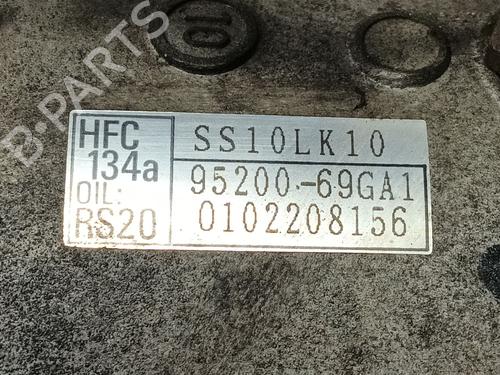 B-PARTS
HFC
134a
OIL:
RS20
SS10LK10
95200-69GA1
0102208156